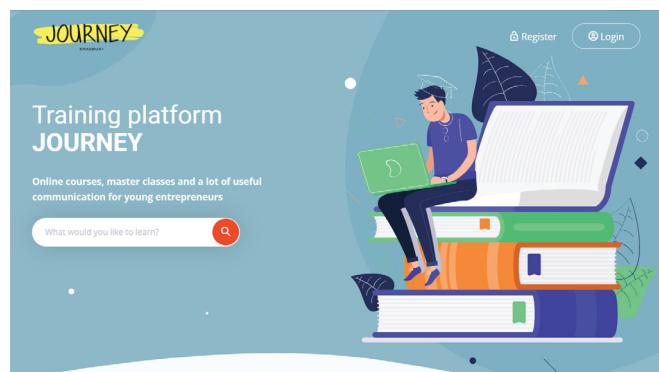 JOURNEY
ERASMUS+
Register
Login
Training platform
JOURNEY
Online courses, master classes and a lot of useful
communication for young entrepreneurs
What would you like to learn?